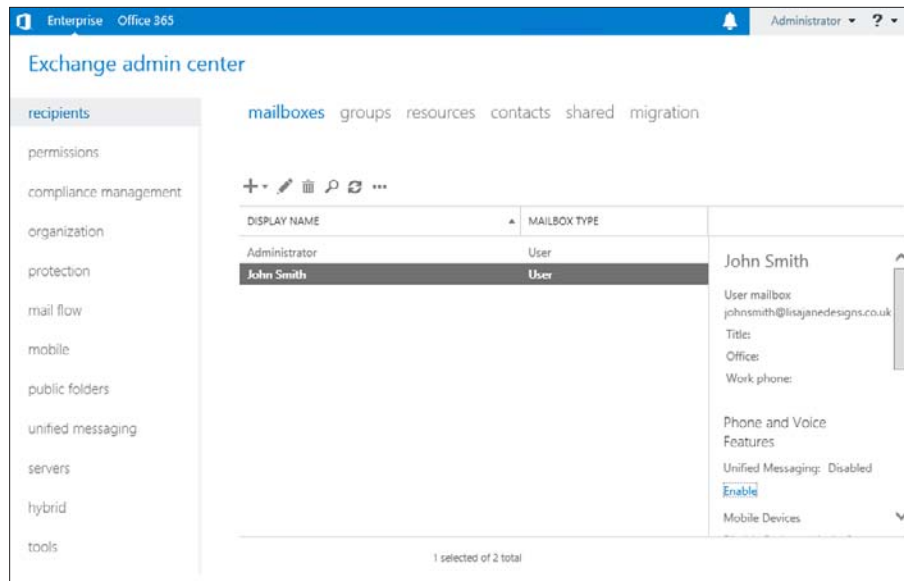 Enterprise Office 365
Administrator ?
Exchange admin center
recipients
permissions
compliance management
organization
protection
mail flow
mobile
public folders
unified messaging
servers
hybrid
tools
mailboxes groups resources contacts shared migration
DISPLAY NAME MAILBOX TYPE
Administrator User
John Smith User
1 selected of 2 total
John Smith
User mailbox
johnsmith@lisajanedesigns.co.uk
Title:
Office:
Work phone:
Phone and Voice
Features
Unified Messaging: Disabled
Enable
Mobile Devices